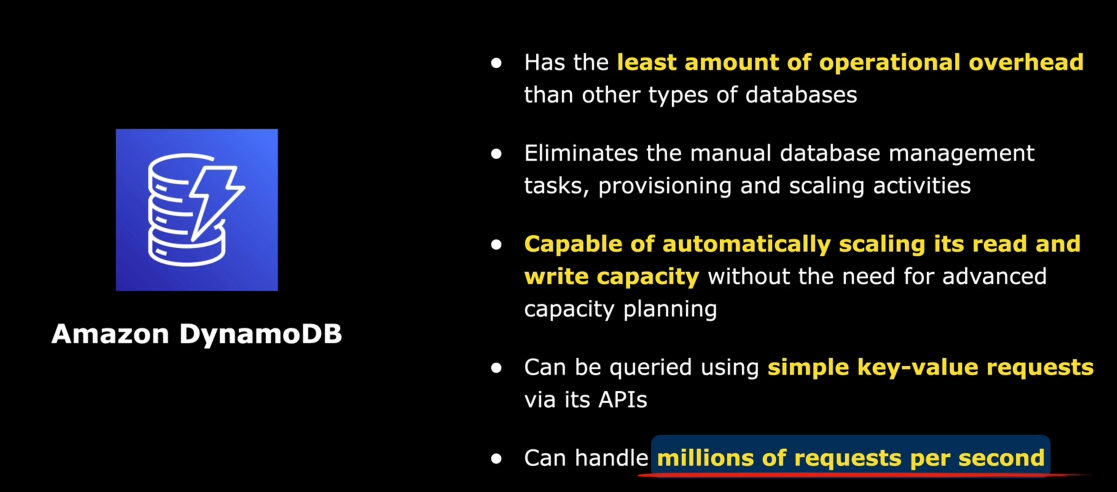 Amazon DynamoDB
● Has the least amount of operational overhead
than other types of databases
● Eliminates the manual database management
tasks, provisioning and scaling activities
● Capable of automatically scaling its read and
write capacity without the need for advanced
capacity planning
● Can be queried using simple key-value requests
via its APIs
● Can handle millions of requests per second